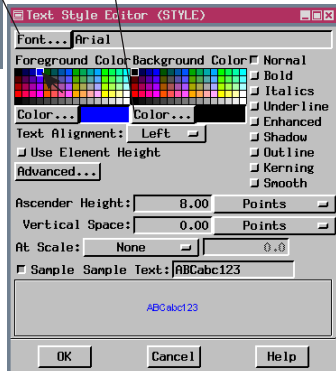 Text Style Editor (STYLE)
Font... Arial
Foreground Color Background Color Normal
Bold
Italics
Underline
Color... Color... Enhanced
Text Alignment: Left Shadow
Use Element Height Outline
Advanced... Kerning
Smooth
Ascender Height: 8.00 Points
Vertical Space: 0.00 Points
At Scale: None 0.0
Sample Sample Text: ABCabc123
ABCabc123
OK Cancel Help